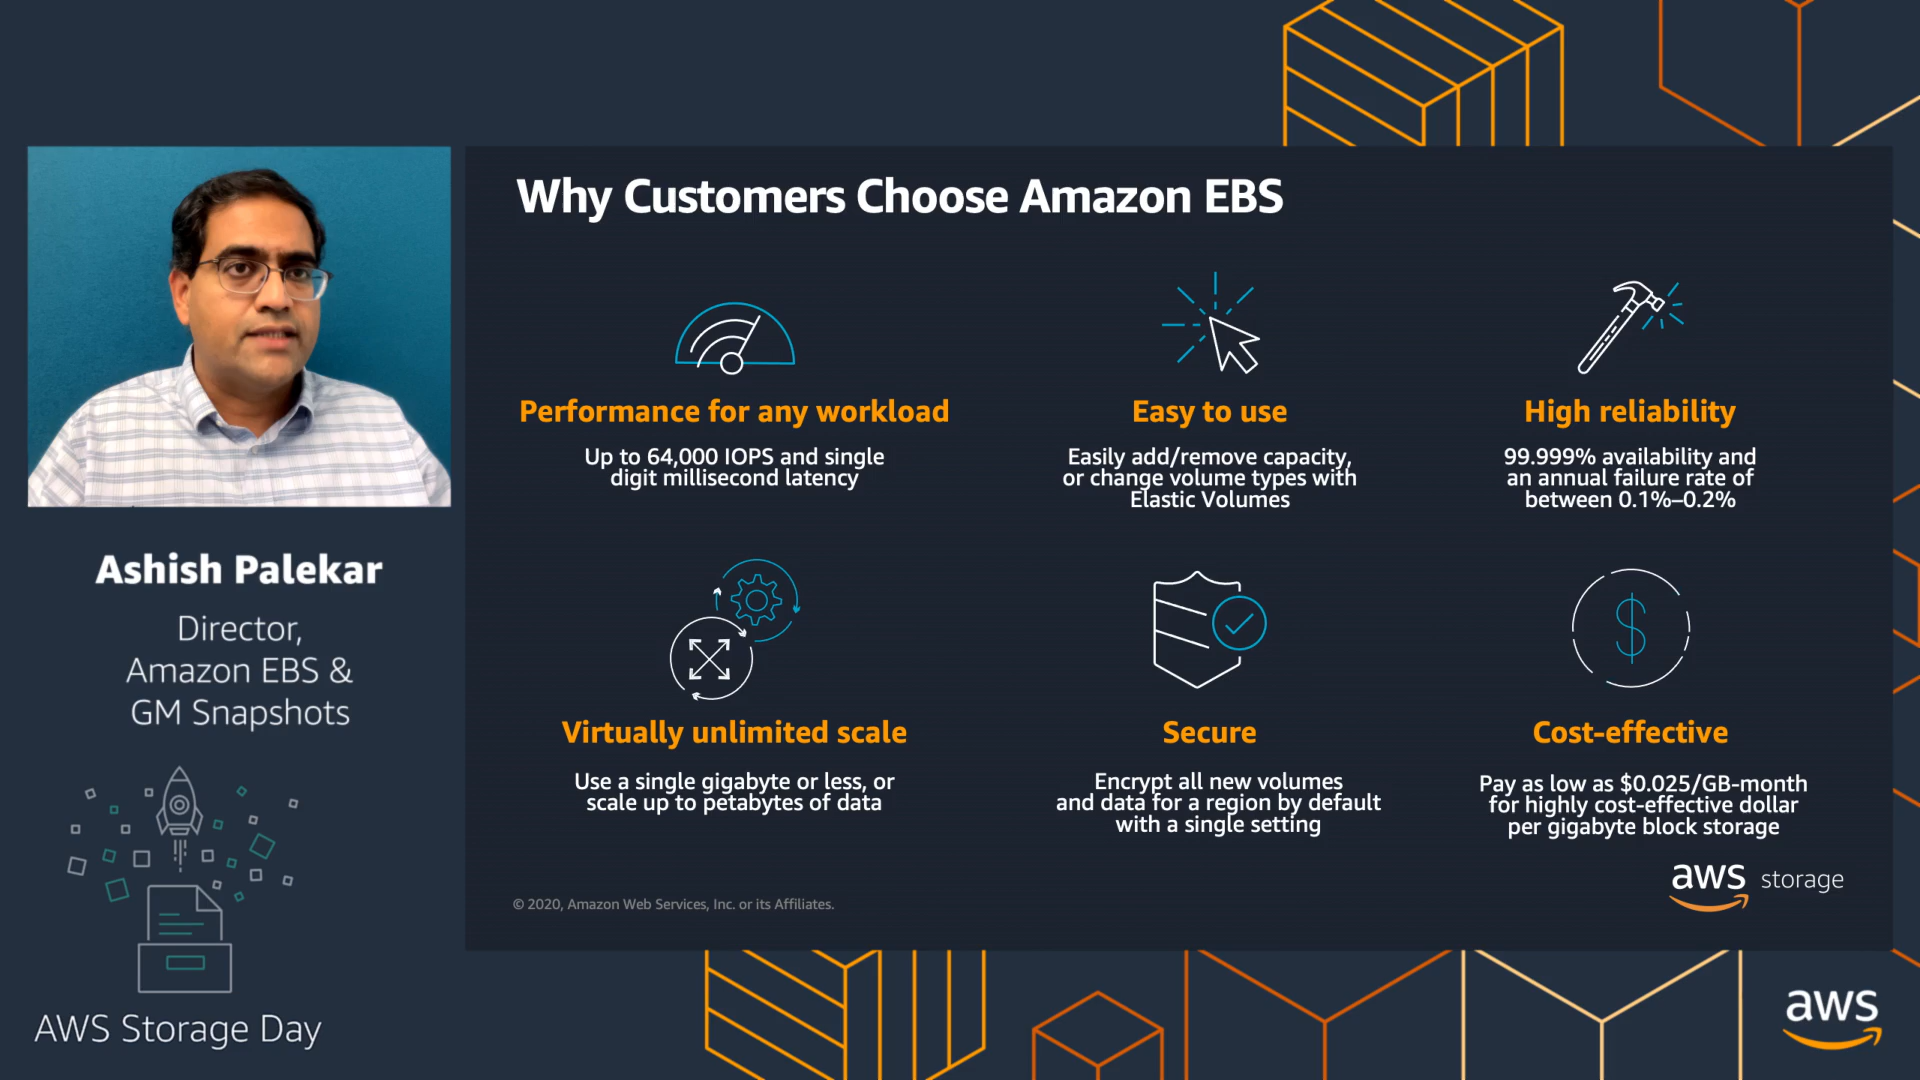 Why Customers Choose Amazon EBS
Performance for any workload
Up to 64,000 IOPS and single
digit millisecond latency
Easy to use
Easily add/remove capacity,
or change volume types with
Elastic Volumes
High reliability
99.999% availability and
an annual failure rate of
between 0.1%–0.2%
Virtually unlimited scale
Use a single gigabyte or less, or
scale up to petabytes of data
Secure
Encrypt all new volumes
and data for a region by default
with a single setting
Cost-effective
Pay as low as $0.025/GB-month
for highly cost-effective dollar
per gigabyte block storage
© 2020, Amazon Web Services, Inc. or its Affiliates.
aws storage
Ashish Palekar
Director,
Amazon EBS &
GM Snapshots
AWS Storage Day
aws